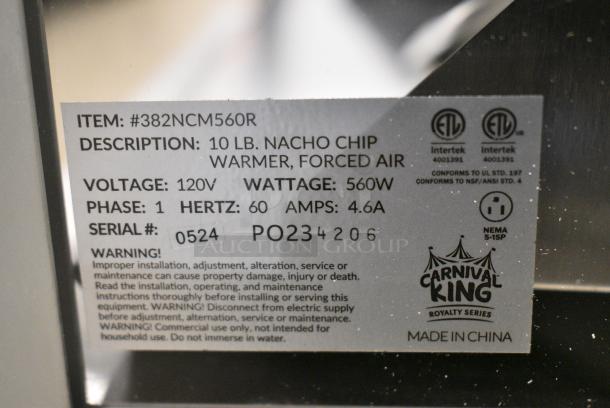 ITEM: #382NCM560R
DESCRIPTION: 10 LB. NACHO CHIP
WARMER, FORCED AIR
VOLTAGE: 120V WATTAGE: 560W
PHASE: 1 HERTZ: 60 AMPS: 4.6A
SERIAL #: 0524 PO234206
AUCTION GROUP
WARNING!
Improper installation, adjustment, alteration, service or
maintenance can cause property damage, injury or death.
Read the installation, operating, and maintenance
instructions thoroughly before installing or serving this
equipment. WARNING! Disconnect from electric supply
before adjustment, alternation, service or maintenance.
WARNING! Commercial use only, not intended for
household use. Do not immerse in water.
ETL ETL
Intertek Intertek
4001391 4001391
CONFORMS TO UL STD. 197
CONFORMS TO NSF/ANSI STD. 4
NEMA
5-15P
CARNIVAL
KING
ROYALTY SERIES
MADE IN CHINA